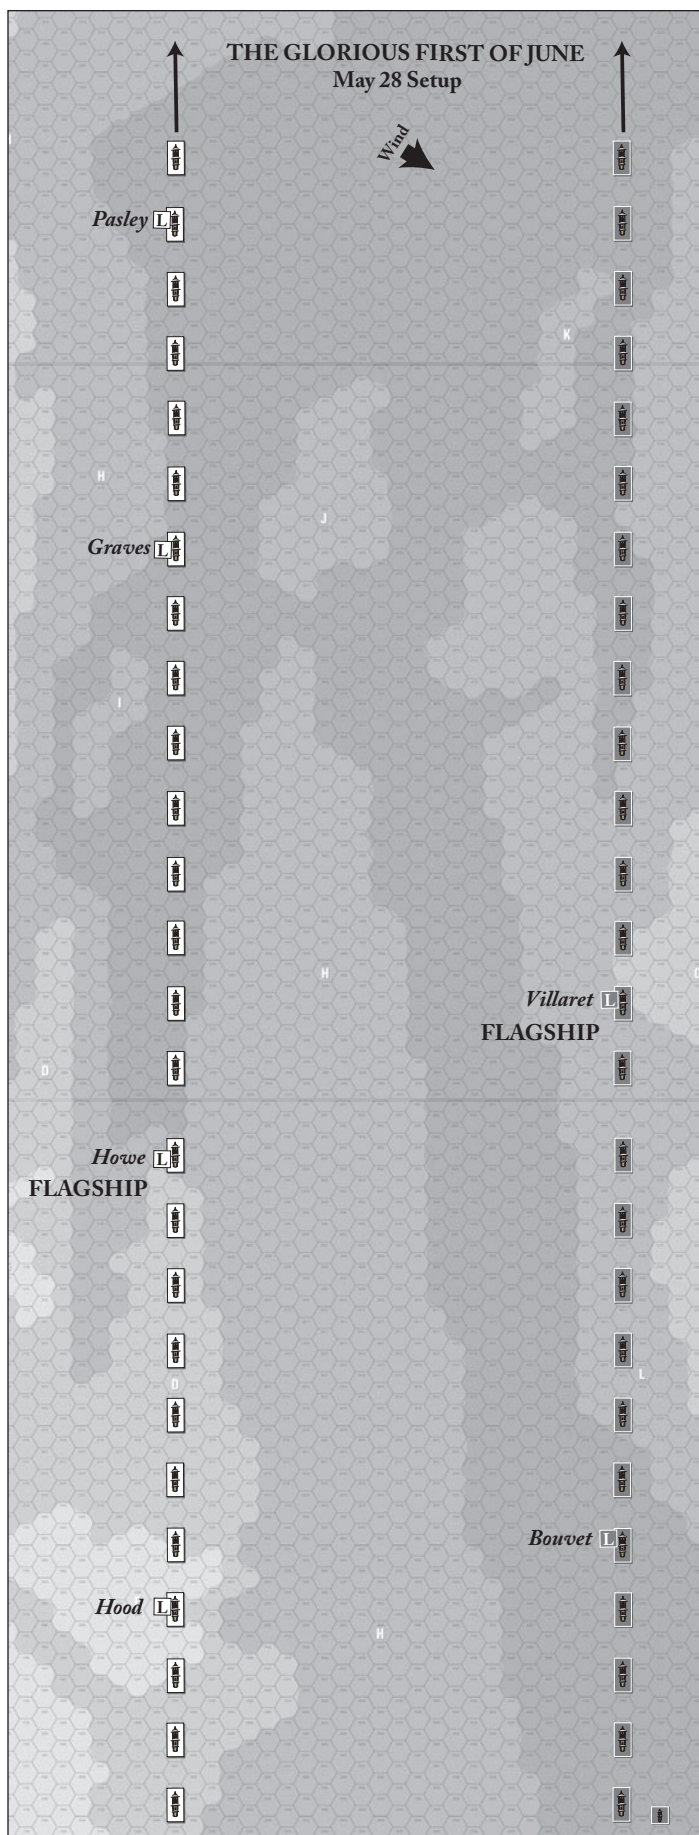 THE GLORIOUS FIRST OF JUNE
May 28 Setup
Wind
Pasley L
K
H
J
Graves L
I
H
Villaret L
FLAGSHIP
D
Howe L
FLAGSHIP
L
D
Bouvet L
Hood L
H